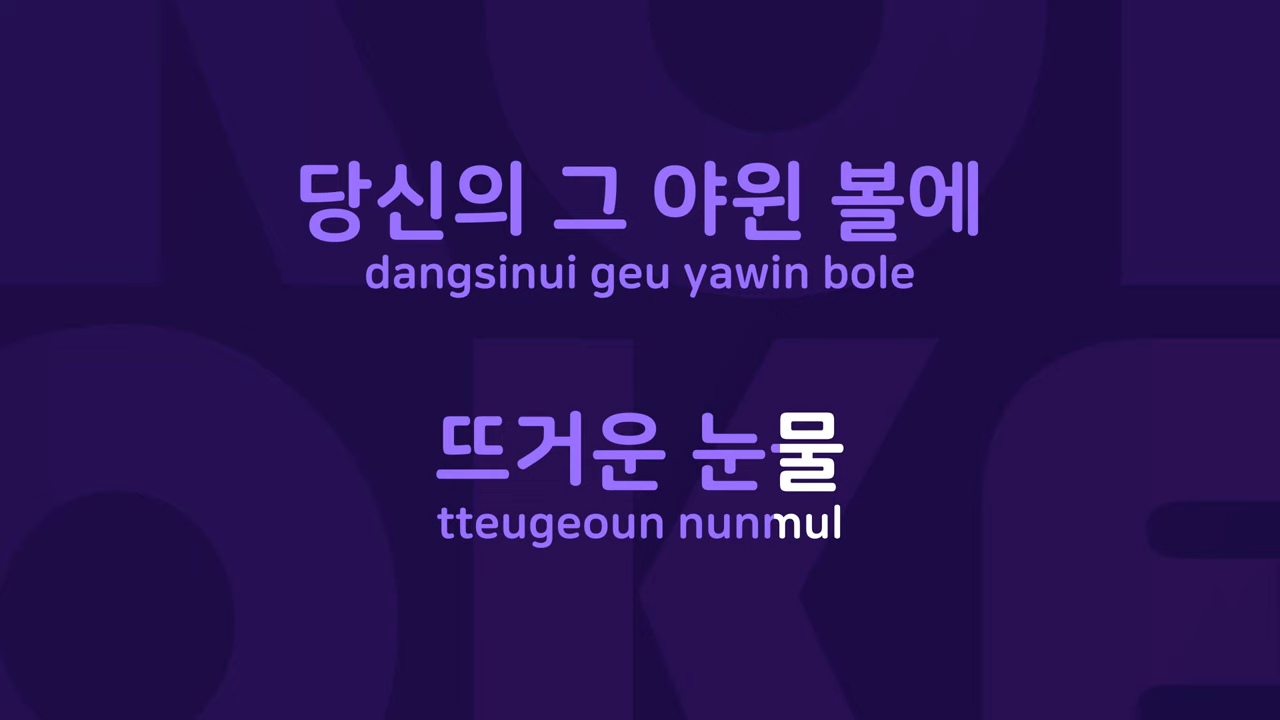 당신의 그 야윈 볼에
dangsinui geu yawin bole
뜨거운 눈물
tteugeoun nunmul